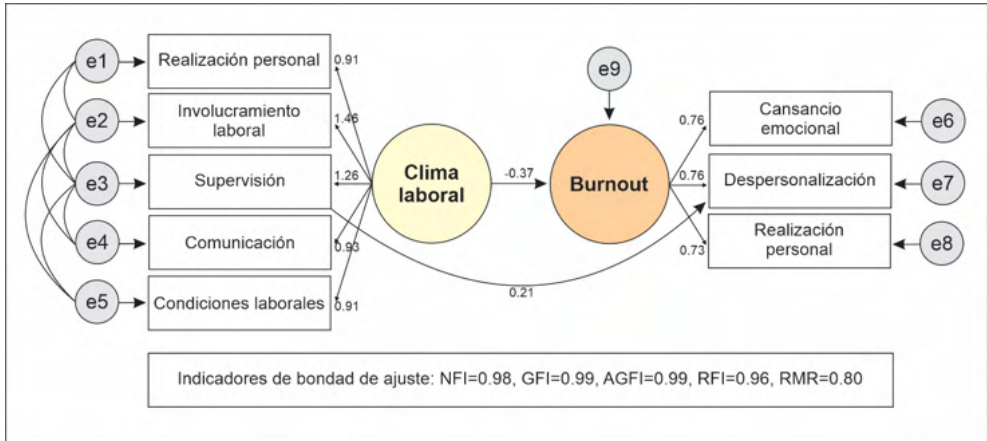 e1
Realización personal
0.91
e9
e2
Involucramiento
laboral
1.46
Cansancio
emocional
e6
0.76
e3
Supervisión
1.26
Clima
laboral
-0.37
Burnout
0.76
Despersonalización
e7
e4
Comunicación
0.93
0.73
Realización
personal
e8
e5
Condiciones laborales
0.91
0.21
Indicadores de bondad de ajuste: NFI=0.98, GFI=0.99, AGFI=0.99, RFI=0.96, RMR=0.80